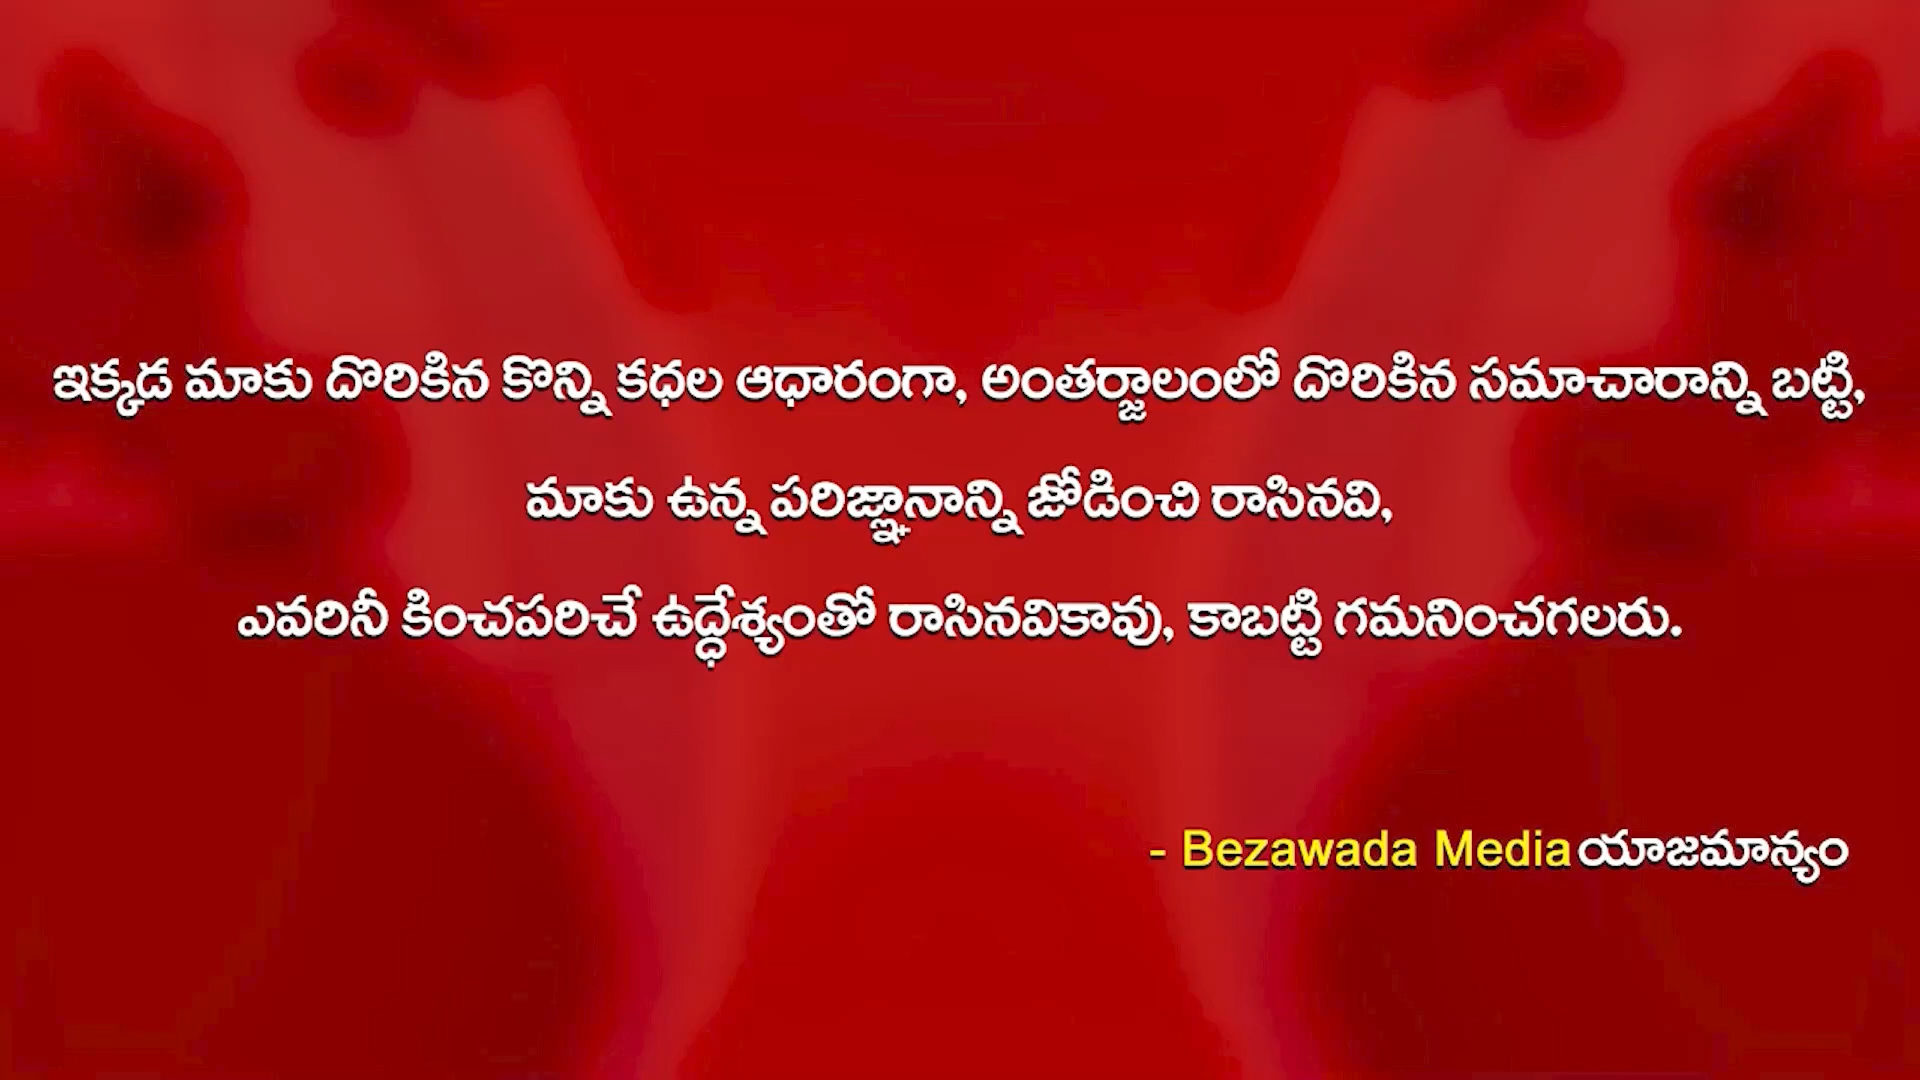 ఇక్కడ మాకు దొరికిన కొన్ని కధల ఆధారంగా, అంతర్జాలంలో దొరికిన సమాచారాన్ని బట్టి,
మాకు ఉన్న పరిజ్ఞానాన్ని జోడించి రాసినవి,
ఎవరినీ కించపరిచే ఉద్ధేశ్యంతో రాసినవికావు, కాబట్టి గమనించగలరు.
- Bezawada Media యాజమాన్యం